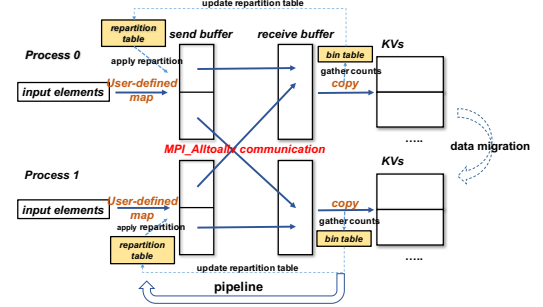 update repartition table
repartition
table
send buffer
receive buffer
KVs
Process 0
apply repartition
bin table
gather counts
input elements
User-defined
map
copy
.....
MPI_Alltoallv communication
data migration
KVs
Process 1
input elements
User-defined
map
copy
apply repartition
gather counts
repartition
table
bin table
.....
update repartition table
pipeline